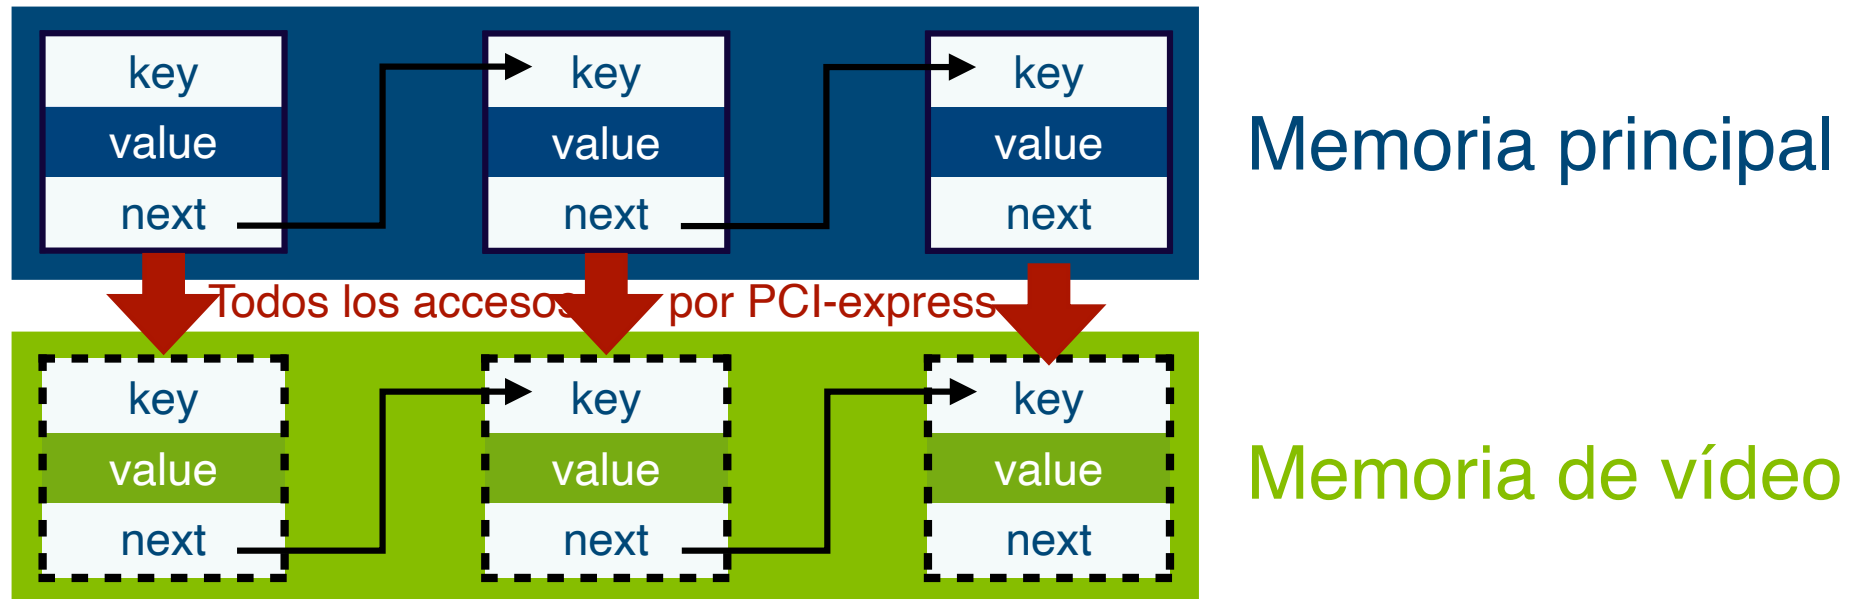 key
key
key
value
value
value
next
next
next
Memoria principal
Todos los accesos por PCI-express
key
key
key
value
value
value
next
next
next
Memoria de vídeo